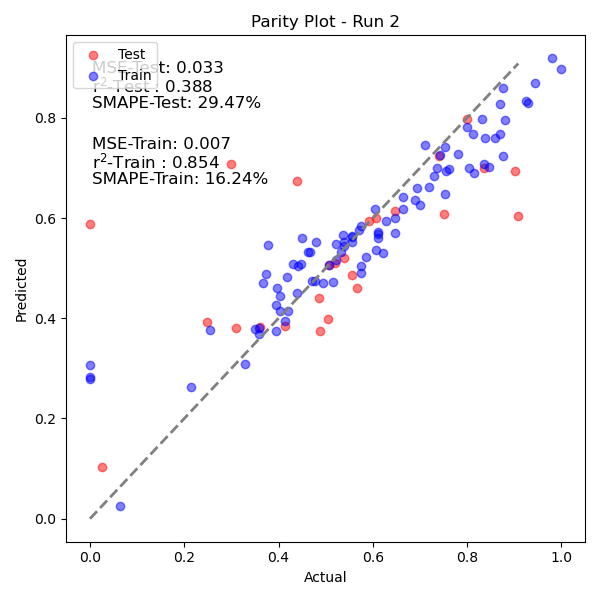 Parity Plot - Run 2
Test
Train
MSE-Test: 0.033
r²-Test : 0.388
SMAPE-Test: 29.47%
MSE-Train: 0.007
r²-Train : 0.854
SMAPE-Train: 16.24%
Predicted
0.8
0.6
0.4
0.2
0.0
0.0 0.2 0.4 0.6 0.8 1.0
Actual